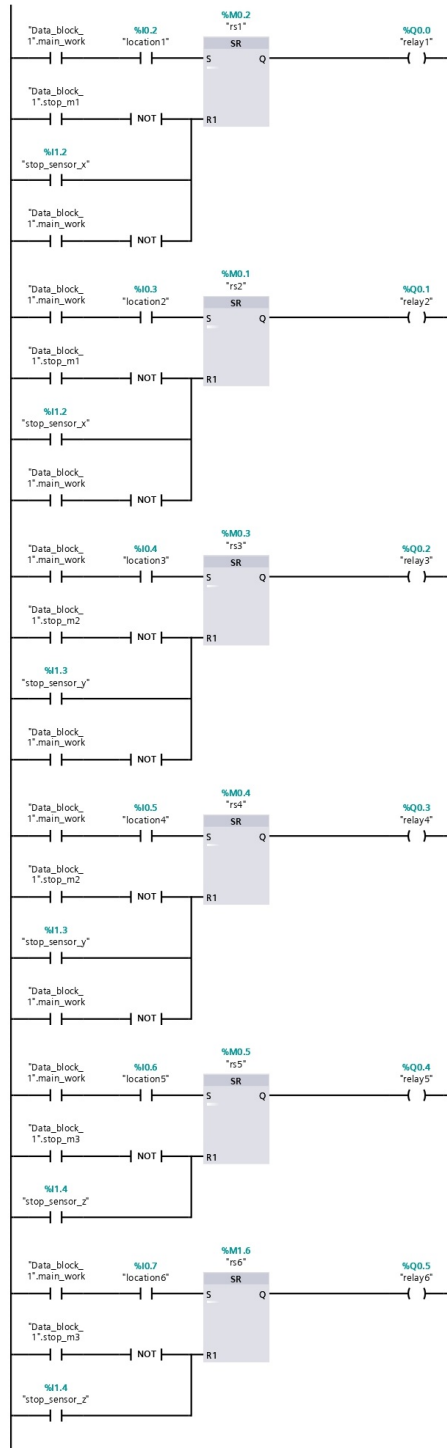 %M0.2
"Data_block_ %I0.2 "rs1" %Q0.0
1".main_work "location1" SR "relay1"
S Q
"Data_block_
1".stop_m1
NOT R1
%I1.2
"stop_sensor_x"
"Data_block_
1".main_work
NOT
%M0.1
"Data_block_ %I0.3 "rs2" %Q0.1
1".main_work "location2" SR "relay2"
S Q
"Data_block_
1".stop_m1
NOT R1
%I1.2
"stop_sensor_x"
"Data_block_
1".main_work
NOT
%M0.3
"Data_block_ %I0.4 "rs3" %Q0.2
1".main_work "location3" SR "relay3"
S Q
"Data_block_
1".stop_m2
NOT R1
%I1.3
"stop_sensor_y"
"Data_block_
1".main_work
NOT
%M0.4
"Data_block_ %I0.5 "rs4" %Q0.3
1".main_work "location4" SR "relay4"
S Q
"Data_block_
1".stop_m2
NOT R1
%I1.3
"stop_sensor_y"
"Data_block_
1".main_work
NOT
%M0.5
"Data_block_ %I0.6 "rs5" %Q0.4
1".main_work "location5" SR "relay5"
S Q
"Data_block_
1".stop_m3
NOT R1
%I1.4
"stop_sensor_z"
%M1.6
"Data_block_ %I0.7 "rs6" %Q0.5
1".main_work "location6" SR "relay6"
S Q
"Data_block_
1".stop_m3
NOT R1
%I1.4
"stop_sensor_z"